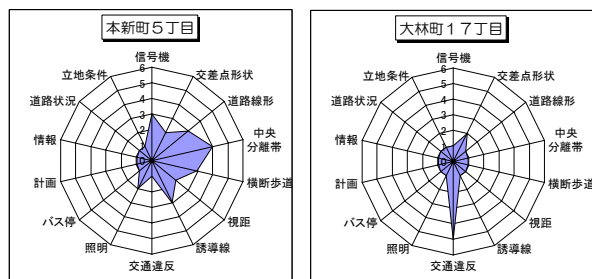 本新町５丁目
信号機
交差点形状
道路線形
中央
分離帯
横断歩道
視距
誘導線
交通違反
照明
バス停
計画
情報
道路状況
立地条件
6
5
4
3
2
1
0
大林町１７丁目
信号機
交差点形状
道路線形
中央
分離帯
横断歩道
視距
誘導線
交通違反
照明
バス停
計画
情報
道路状況
立地条件
6
5
4
3
2
1
0